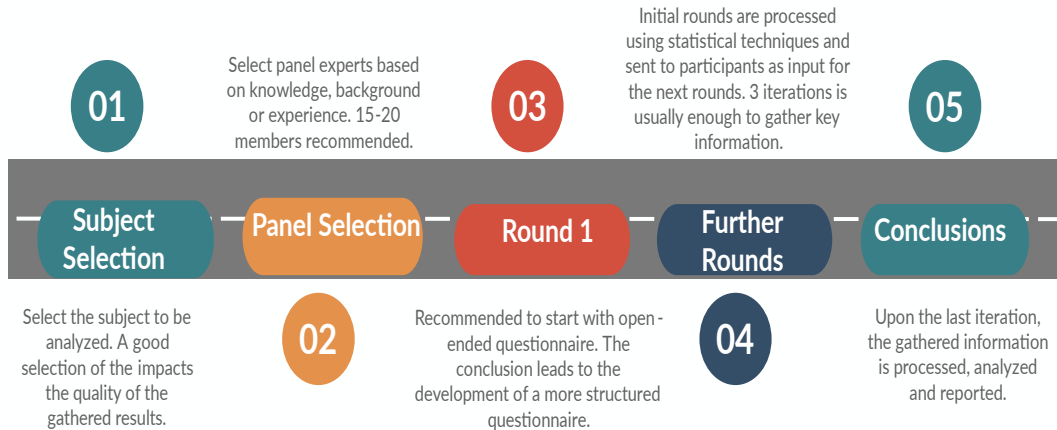 01
Subject
Selection
Select the subject to be
analyzed. A good
selection of the impacts
the quality of the
gathered results.
Select panel experts based
on knowledge, background
or experience. 15-20
members recommended.
Panel Selection
02
03
Round 1
Recommended to start with open-
ended questionnaire. The
conclusion leads to the
development of a more structured
questionnaire.
Initial rounds are processed
using statistical techniques and
sent to participants as input for
the next rounds. 3 iterations is
usually enough to gather key
information.
Further
Rounds
04
05
Conclusions
Upon the last iteration,
the gathered information
is processed, analyzed
and reported.